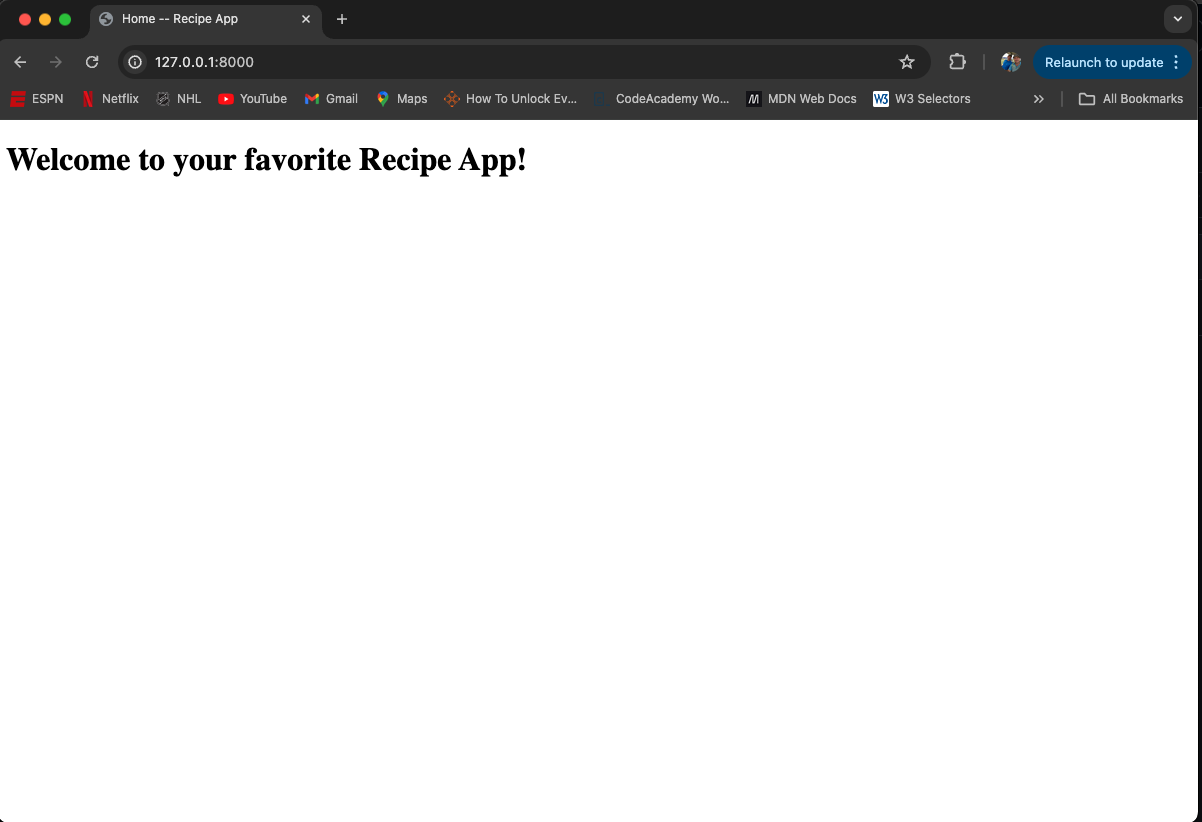 Home -- Recipe App
127.0.0.1:8000
Relaunch to update
ESPN Netflix NHL YouTube Gmail Maps How To Unlock Ev... CodeAcademy Wo... MDN Web Docs W3 Selectors All Bookmarks
Welcome to your favorite Recipe App!